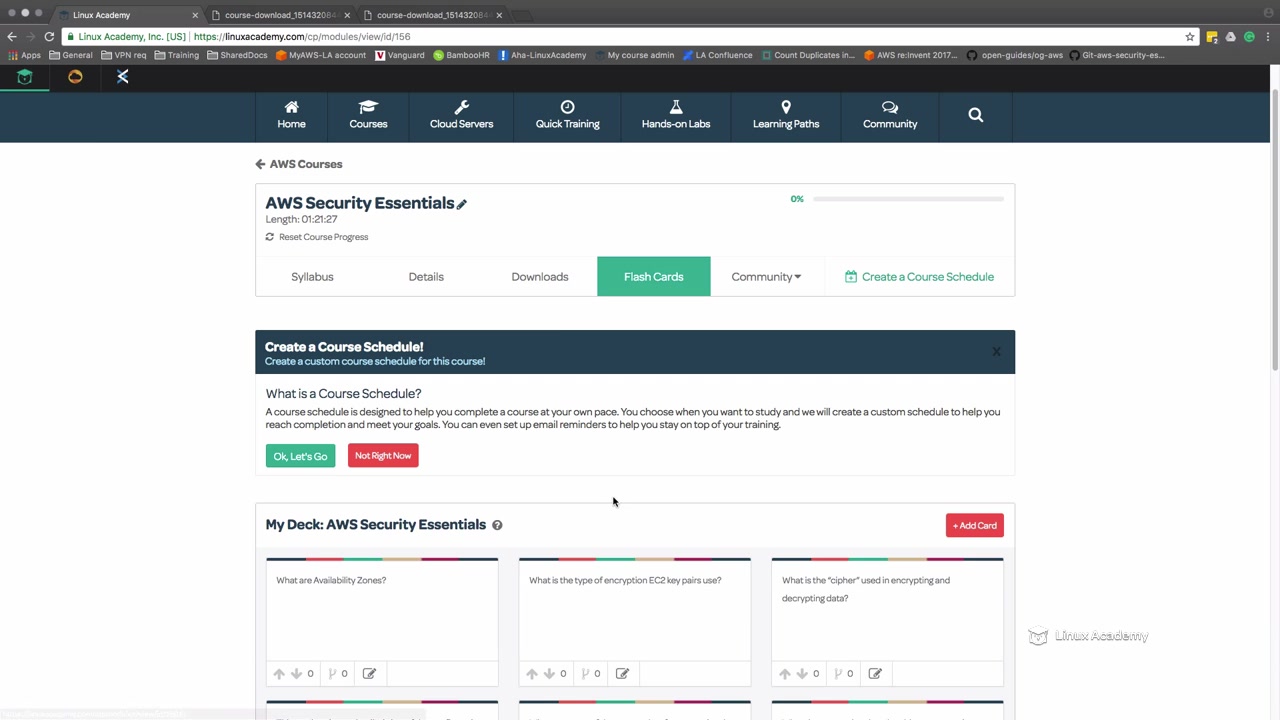 Linux Academy
course-download_15143208
course-download_1514320844
Linux Academy, Inc. [US] https://linuxacademy.com/cp/modules/view/id/156
Apps General VPN req Training SharedDocs MyAWS-LA account Vanguard BambooHR Aha-LinuxAcademy My course admin LA Confluence Count Duplicates in... AWS re:Invent 2017... open-guides/og-aws Git-aws-security-es...
Home Courses Cloud Servers Quick Training Hands-on Labs Learning Paths Community
AWS Courses
AWS Security Essentials
0%
Length: 01:21:27
Reset Course Progress
Syllabus Details Downloads Flash Cards Community Create a Course Schedule
Create a Course Schedule!
Create a custom course schedule for this course!
What is a Course Schedule?
A course schedule is designed to help you complete a course at your own pace. You choose when you want to study and we will create a custom schedule to help you
reach completion and meet your goals. You can even set up email reminders to help you stay on top of your training.
Ok, Let's Go Not Right Now
My Deck: AWS Security Essentials
+ Add Card
What are Availability Zones? What is the type of encryption EC2 key pairs use? What is the "cipher" used in encrypting and
decrypting data?
Linux Academy
0 0 0 0 0 0